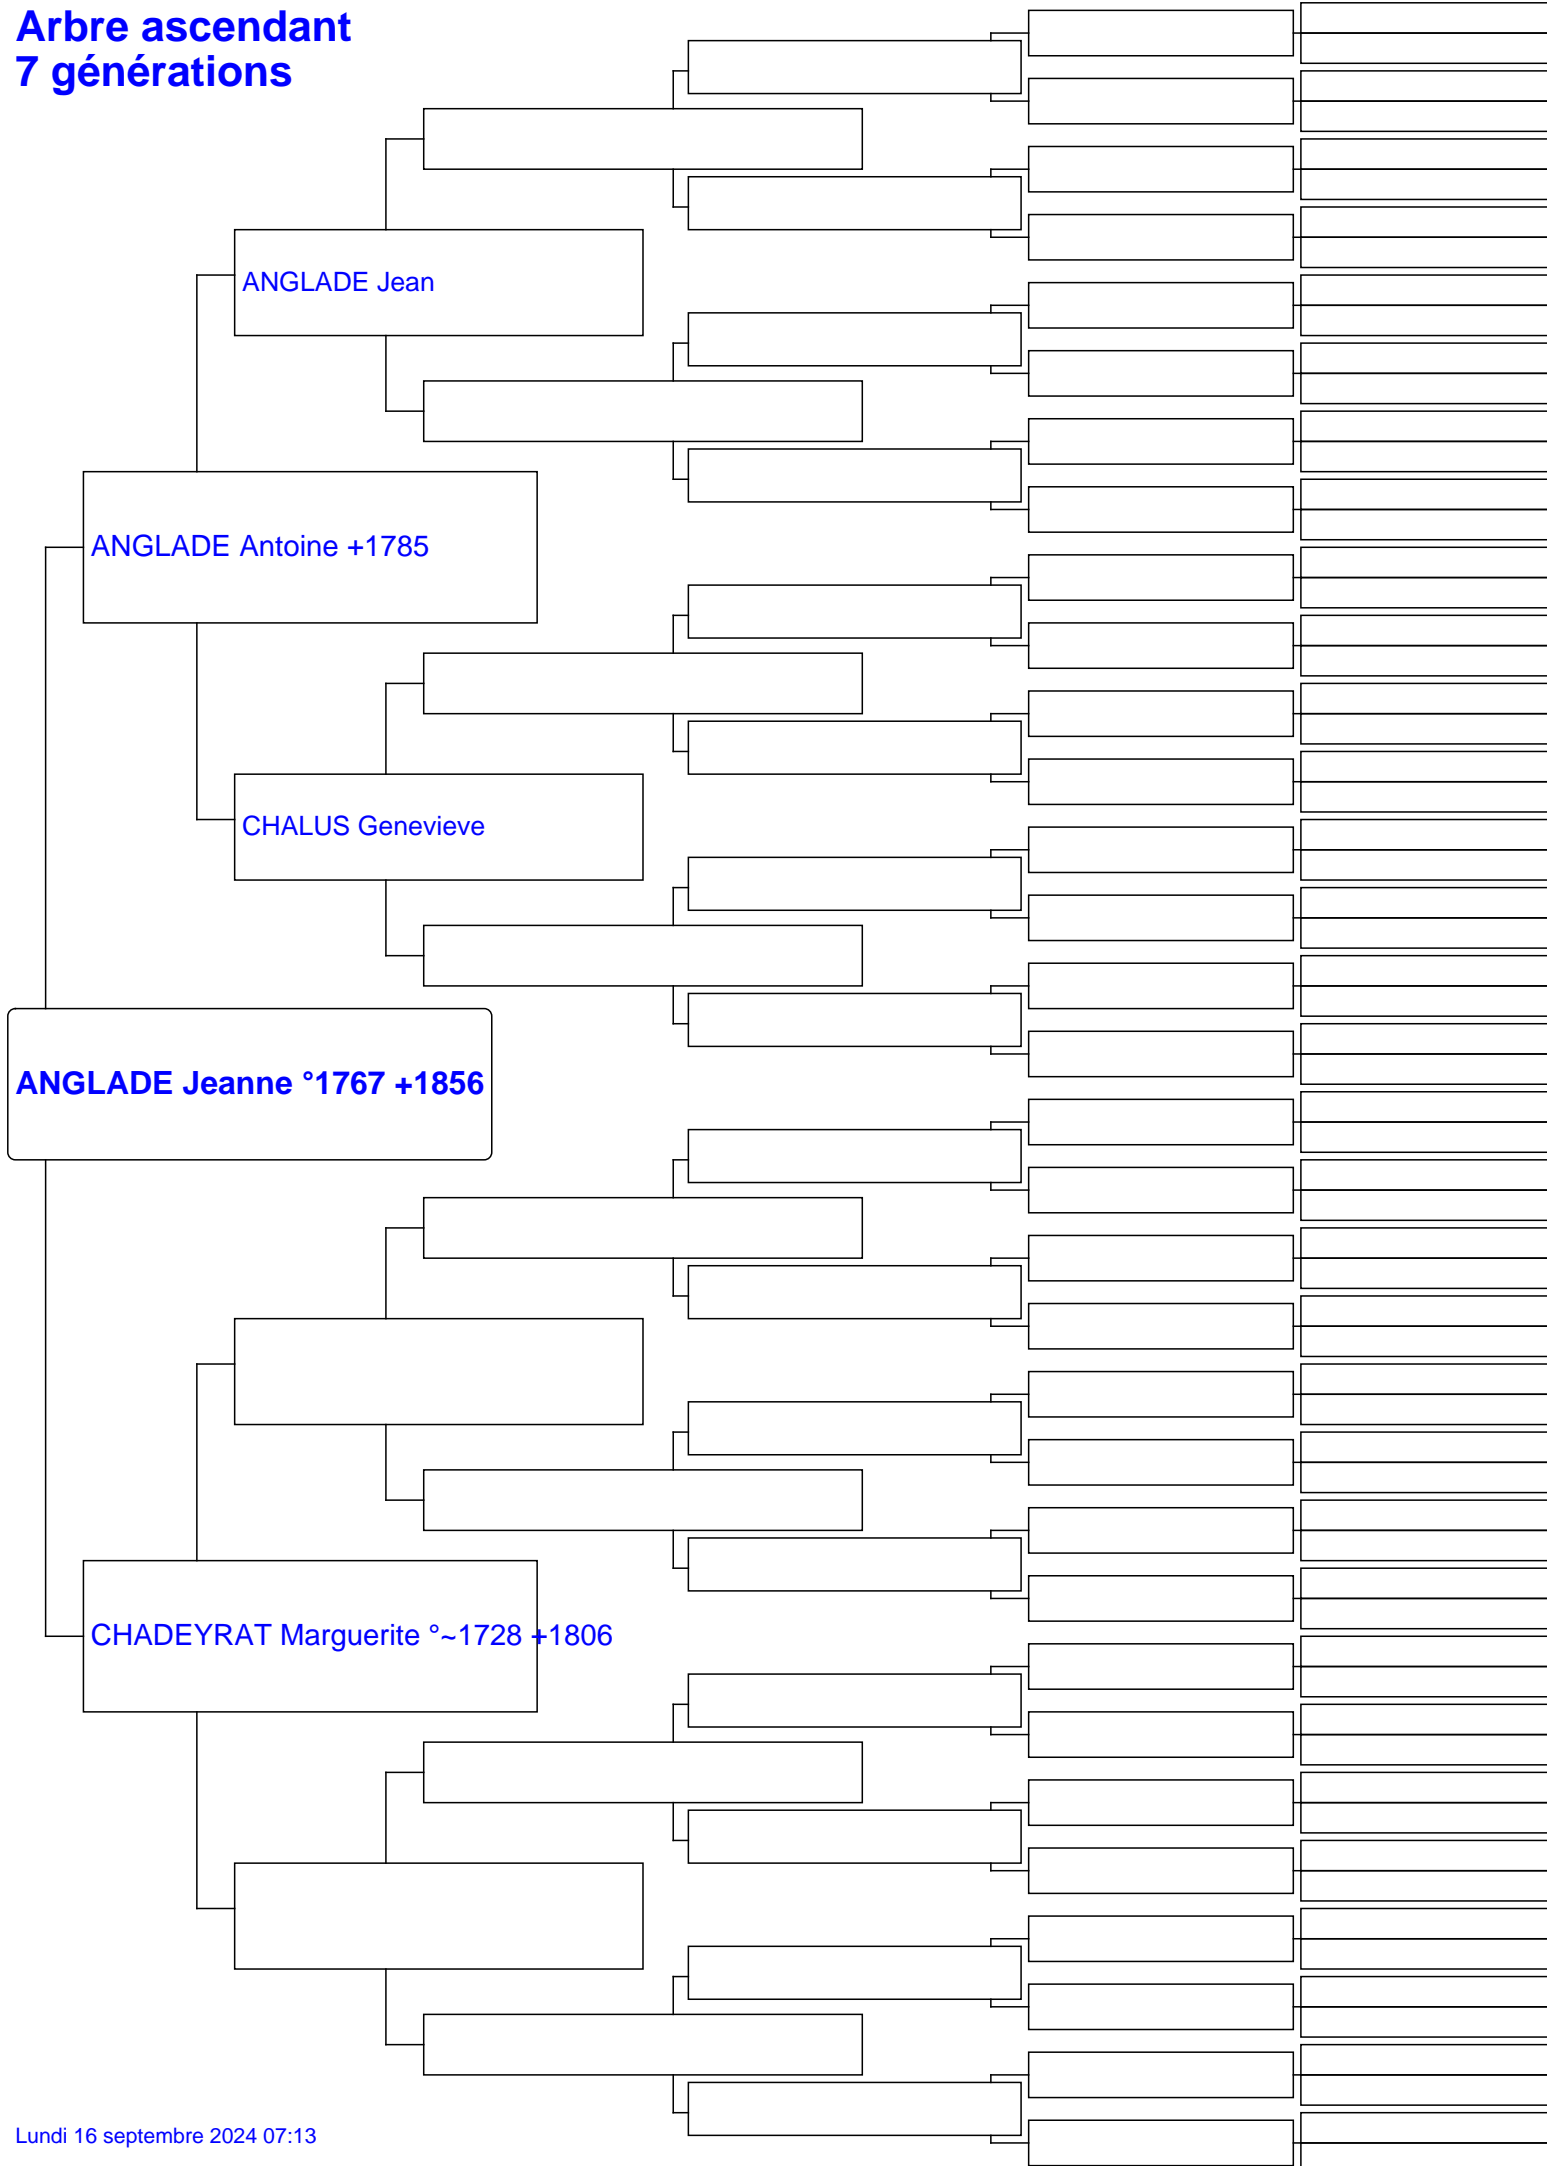 Arbre ascendant
7 générations
ANGLADE Jean
ANGLADE Antoine +1785
CHALUS Genevieve
ANGLADE Jeanne °1767 +1856
CHADEYRAT Marguerite °~1728 +1806
Lundi 16 septembre 2024 07:13